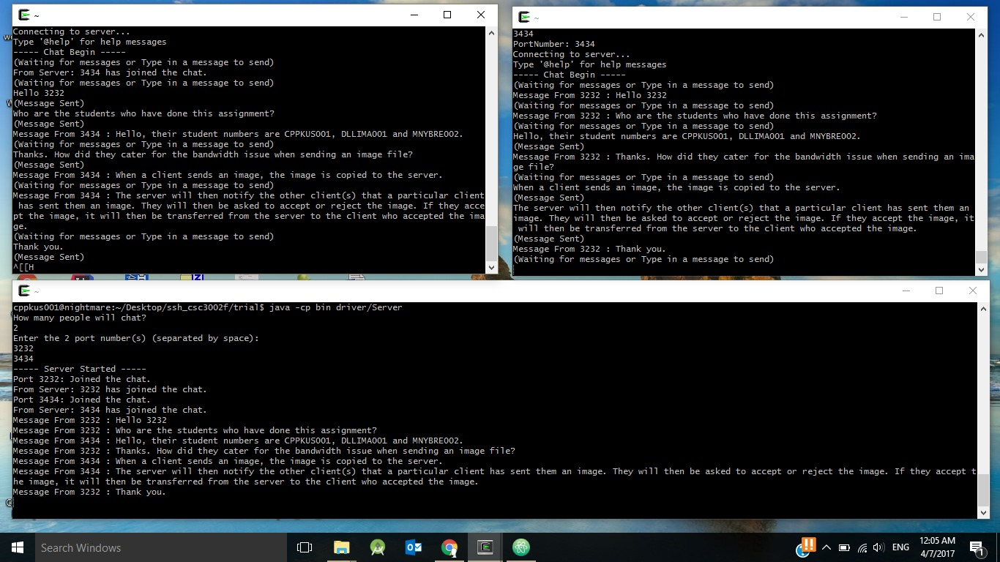 ~
Connecting to server...
Type '@help' for help messages
----- Chat Begin -----
(Waiting for messages or Type in a message to send)
From Server: 3434 has joined the chat.
(Waiting for messages or Type in a message to send)
Hello 3232
(Message Sent)
Who are the students who have done this assignment?
(Message Sent)
Message From 3434 : Hello, their student numbers are CPPKUS001, DLLIMA001 and MNYBRE002.
(Waiting for messages or Type in a message to send)
Thanks. How did they cater for the bandwidth issue when sending an image file?
(Message Sent)
Message From 3434 : When a client sends an image, the image is copied to the server.
(Waiting for messages or Type in a message to send)
Message From 3434 : The server will then notify the other client(s) that a particular client
 has sent them an image. They will then be asked to accept or reject the image. If they acce
pt the image, it will then be transferred from the server to the client who accepted the ima
ge.
(Waiting for messages or Type in a message to send)
Thank you.
(Message Sent)
^[[H
~
3434
PortNumber: 3434
Connecting to server...
Type '@help' for help messages
----- Chat Begin -----
(Waiting for messages or Type in a message to send)
Message From 3232 : Hello 3232
(Waiting for messages or Type in a message to send)
Message From 3232 : Who are the students who have done this assignment?
(Waiting for messages or Type in a message to send)
Hello, their student numbers are CPPKUS001, DLLIMA001 and MNYBRE002.
(Message Sent)
Message From 3232 : Thanks. How did they cater for the bandwidth issue when sending an ima
ge file?
(Waiting for messages or Type in a message to send)
When a client sends an image, the image is copied to the server.
(Message Sent)
The server will then notify the other client(s) that a particular client has sent them an
image. They will then be asked to accept or reject the image. If they accept the image, it
 will then be transferred from the server to the client who accepted the image.
(Message Sent)
Message From 3232 : Thank you.
(Waiting for messages or Type in a message to send)
~
cppkus001@nightmare:~/Desktop/ssh_csc3002f/trial$ java -cp bin driver/Server
How many people will chat?
2
Enter the 2 port number(s) (separated by space):
3232
3434
----- Server Started -----
Port 3232: Joined the chat.
From Server: 3232 has joined the chat.
Port 3434: Joined the chat.
From Server: 3434 has joined the chat.
Message From 3232 : Hello 3232
Message From 3232 : Who are the students who have done this assignment?
Message From 3434 : Hello, their student numbers are CPPKUS001, DLLIMA001 and MNYBRE002.
Message From 3232 : Thanks. How did they cater for the bandwidth issue when sending an image file?
Message From 3434 : When a client sends an image, the image is copied to the server.
Message From 3434 : The server will then notify the other client(s) that a particular client has sent them an image. They will then be asked to accept or reject the image. If they accept t
he image, it will then be transferred from the server to the client who accepted the image.
Message From 3232 : Thank you.
Search Windows
ENG
12:05 AM
4/7/2017
1